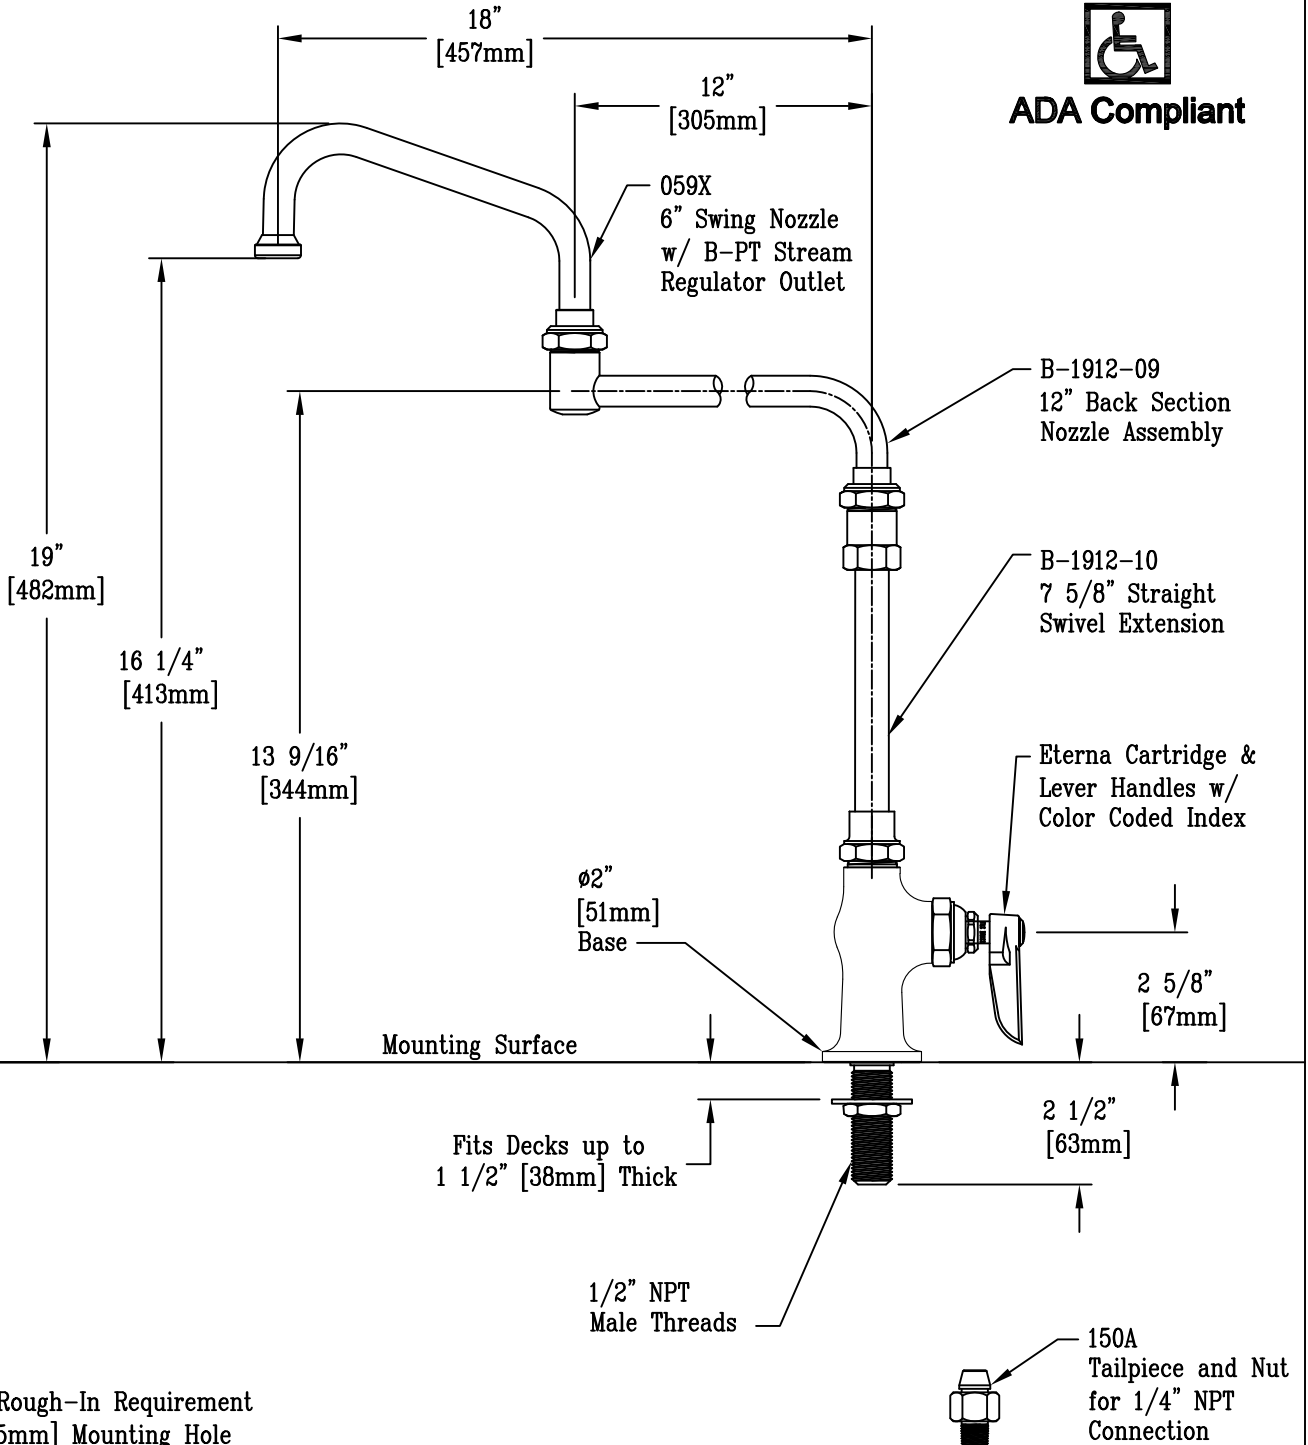 18"
[457mm]
12"
[305mm]
ADA Compliant
059X
6" Swing Nozzle
w/ B-PT Stream
Regulator Outlet
B-1912-09
12" Back Section
Nozzle Assembly
19"
[482mm]
B-1912-10
7 5/8" Straight
Swivel Extension
16 1/4"
[413mm]
13 9/16"
[344mm]
Eterna Cartridge &
Lever Handles w/
Color Coded Index
ø2"
[51mm]
Base
2 5/8"
[67mm]
Mounting Surface
2 1/2"
[63mm]
Fits Decks up to
1 1/2" [38mm] Thick
1/2" NPT
Male Threads
150A
Tailpiece and Nut
for 1/4" NPT
Connection
Rough-In Requirement
5mm] Mounting Hole